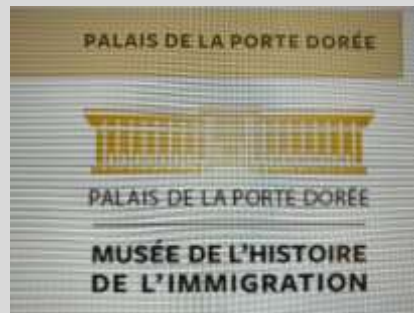 PALAIS DE LA PORTE DORÉE
PALAIS DE LA PORTE DORÉE
MUSÉE DE L'HISTOIRE
DE L'IMMIGRATION